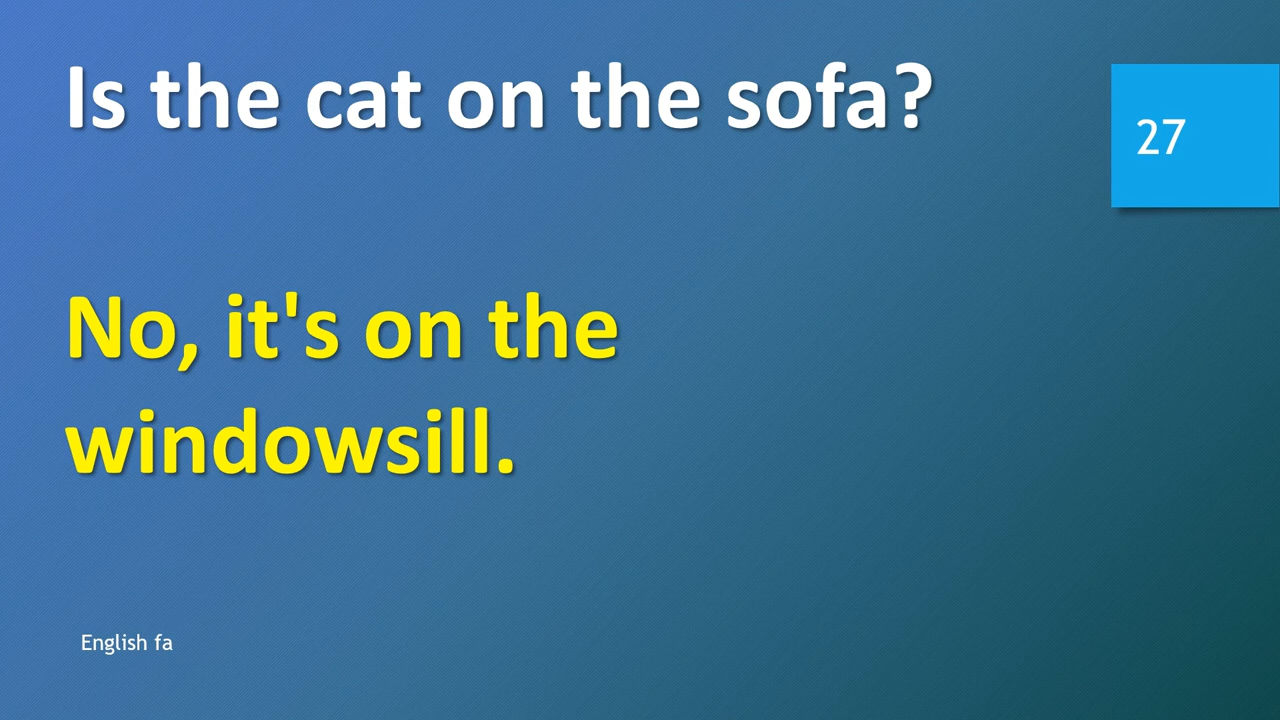 Is the cat on the sofa?
27
No, it's on the
windowsill.
English fa